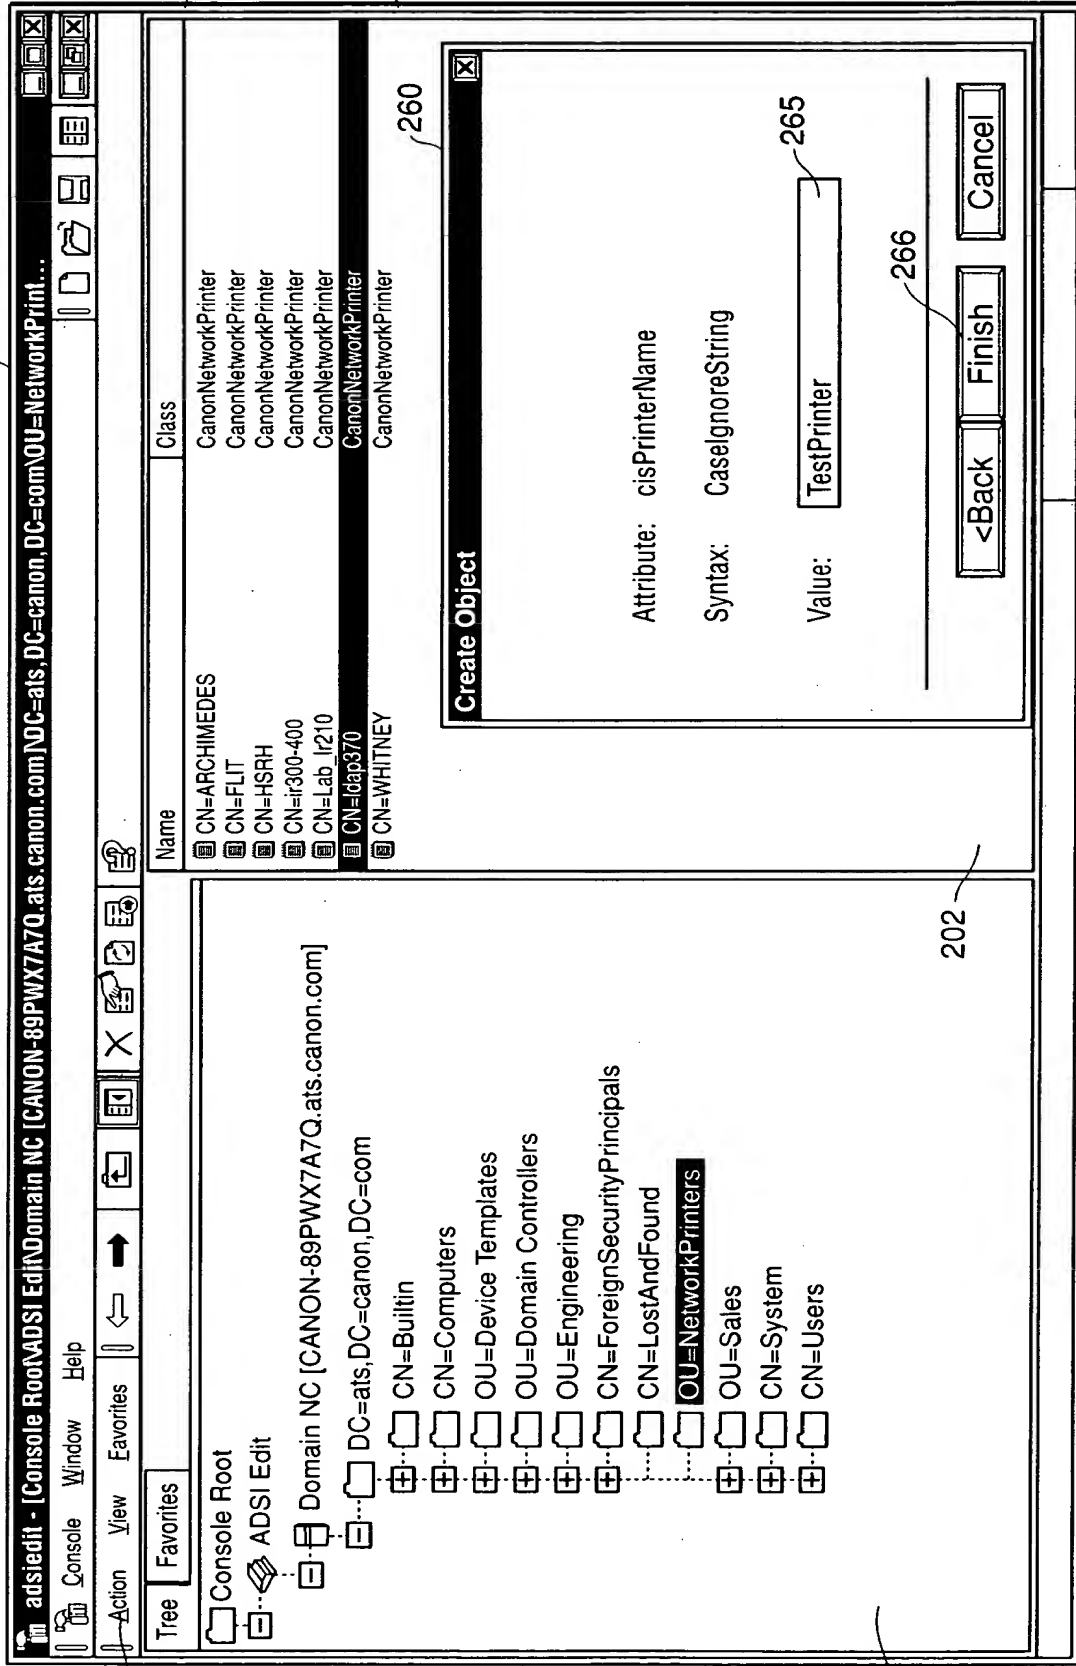 adsiedit - [Console Root\ADSI Edit\Domain NC [CANON-89PWX7A7Q.ats.canon.com]\DC=ats,DC=canon,DC=com\OU=NetworkPrint...
Console Window Help
Action View Favorites
Tree Favorites
Console Root
ADSI Edit
Domain NC [CANON-89PWX7A7Q.ats.canon.com]
DC=ats,DC=canon,DC=com
CN=Builtin
CN=Computers
OU=Device Templates
OU=Domain Controllers
OU=Engineering
CN=ForeignSecurityPrincipals
CN=LostAndFound
OU=NetworkPrinters
OU=Sales
CN=System
CN=Users
Name Class
CN=ARCHIMEDES CanonNetworkPrinter
CN=FLIT CanonNetworkPrinter
CN=HSRH CanonNetworkPrinter
CN=ir300-400 CanonNetworkPrinter
CN=Lab_Ir210 CanonNetworkPrinter
CN=ldap370 CanonNetworkPrinter
CN=WHITNEY CanonNetworkPrinter
260
Create Object
Attribute: cisPrinterName
Syntax: CaseIgnoreString
Value: TestPrinter
265
266
<Back Finish Cancel
202